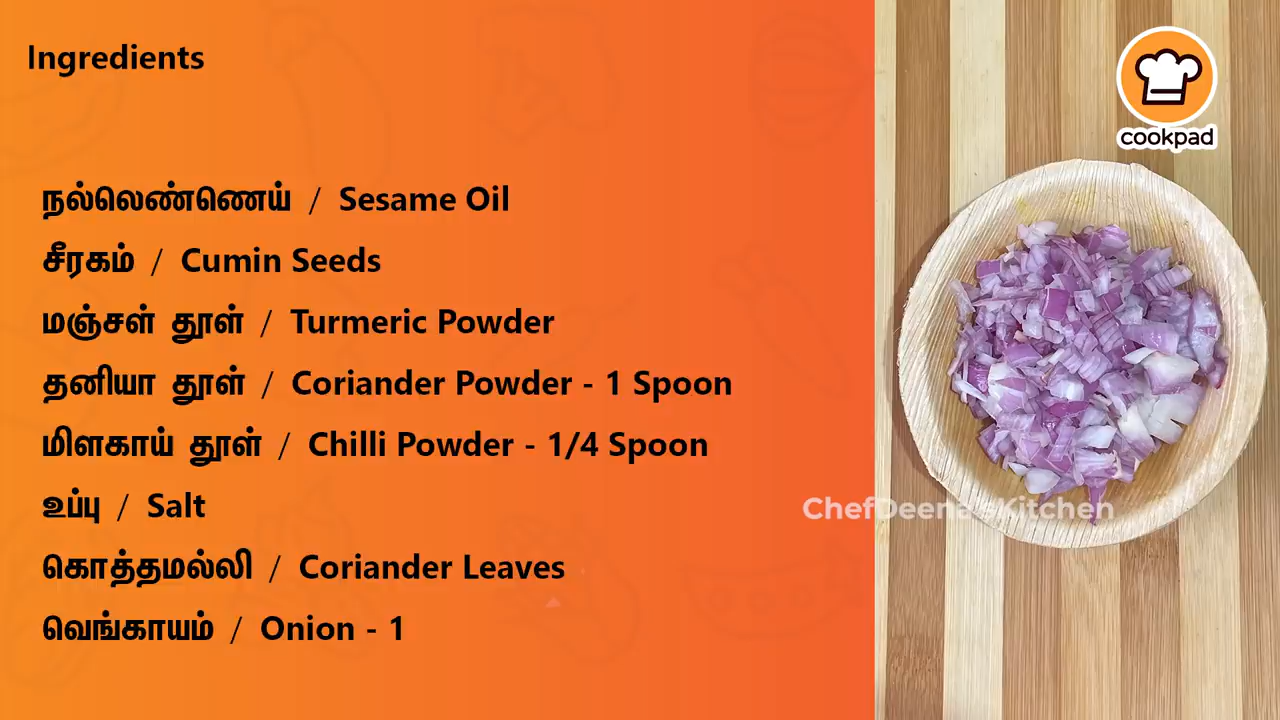 Ingredients
நல்லெண்ணெய் / Sesame Oil
சீரகம் / Cumin Seeds
மஞ்சள் தூள் / Turmeric Powder
தனியா தூள் / Coriander Powder - 1 Spoon
மிளகாய் தூள் / Chilli Powder - 1/4 Spoon
உப்பு / Salt
கொத்தமல்லி / Coriander Leaves
வெங்காயம் / Onion - 1
cookpad
ChefDeena'sKitchen